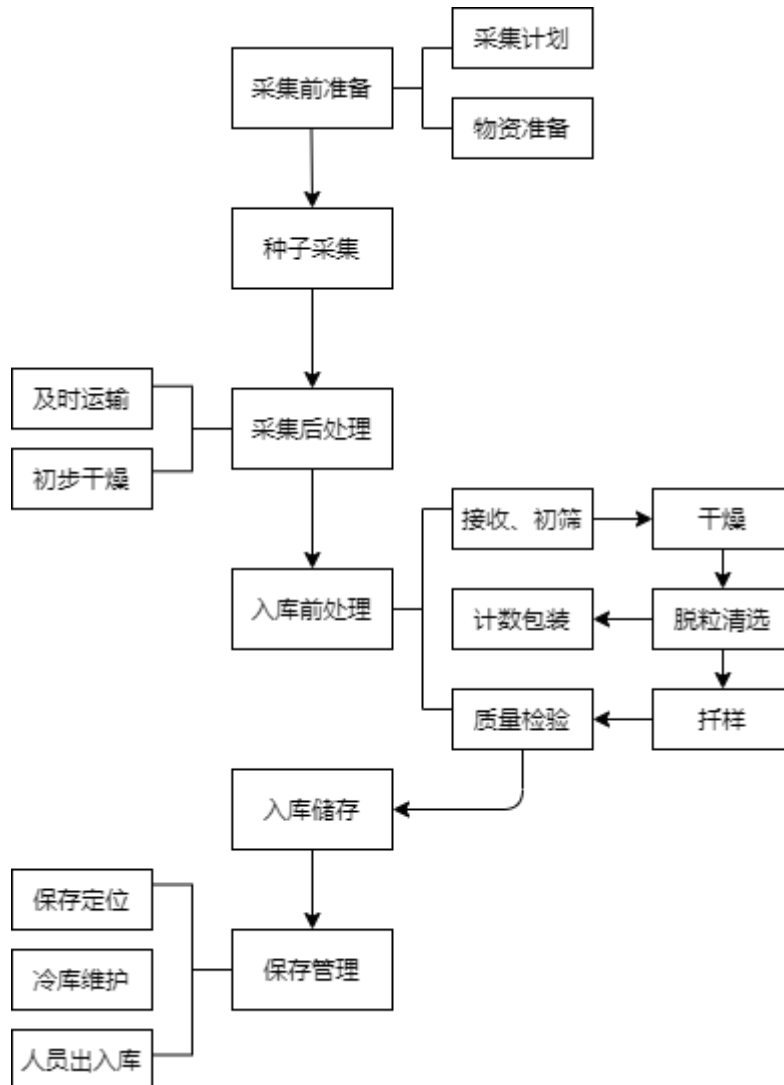 采集计划
采集前准备
物资准备
种子采集
及时运输
采集后处理
初步干燥
接收、初筛
干燥
入库前处理
计数包装
脱粒清选
质量检验
扦样
入库储存
保存定位
冷库维护
保存管理
人员出入库